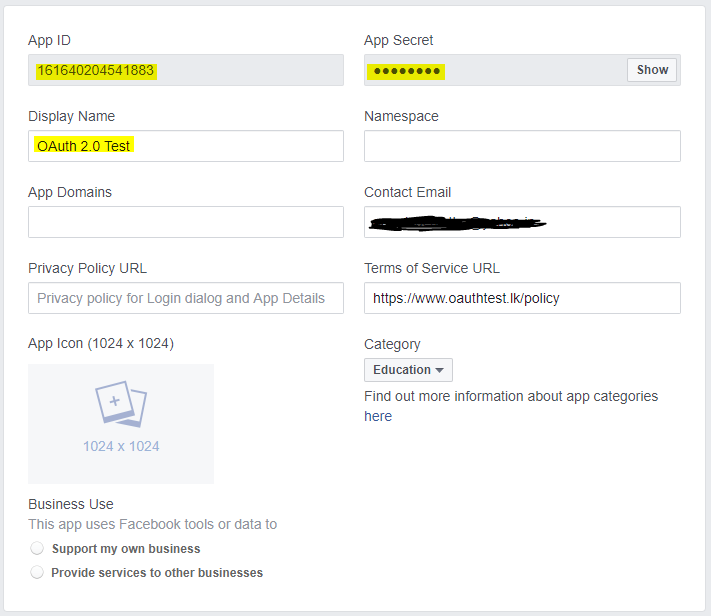 App ID
161640204541883
App Secret
●●●●●●●●
Show
Display Name
OAuth 2.0 Test
Namespace
App Domains
Contact Email
Privacy Policy URL
Privacy policy for Login dialog and App Details
Terms of Service URL
https://www.oauthtest.lk/policy
App Icon (1024 x 1024)
1024 x 1024
Category
Education
Find out more information about app categories
here
Business Use
This app uses Facebook tools or data to
Support my own business
Provide services to other businesses